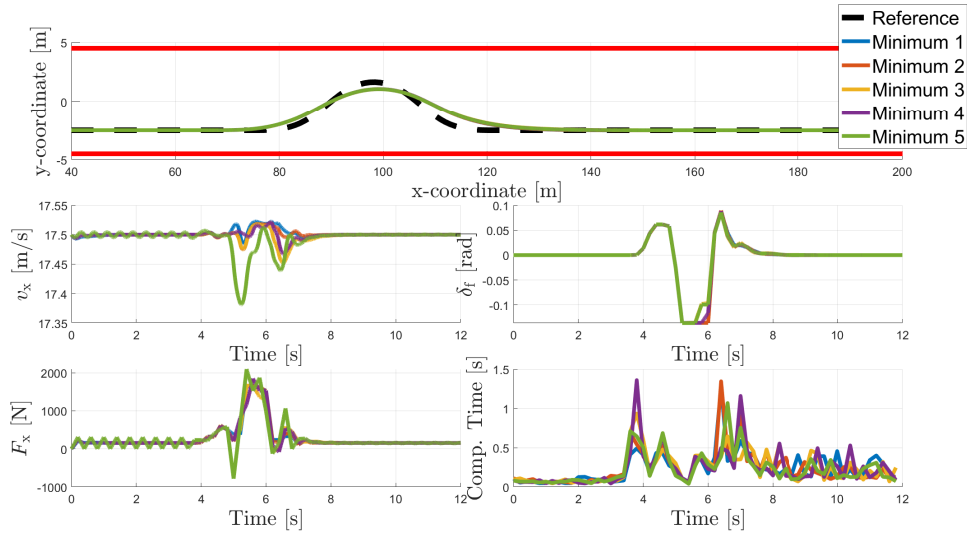 Reference
Minimum 1
Minimum 2
Minimum 3
Minimum 4
Minimum 5
y-coordinate [m]
5
0
-5
40 60 80 100 120 140 160 180 200
x-coordinate [m]
v_x [m/s]
17.55
17.5
17.45
17.4
17.35
0 2 4 6 8 10 12
Time [s]
δ_f [rad]
0.1
0.05
0
-0.05
-0.1
0 2 4 6 8 10 12
Time [s]
F_x [N]
2000
1000
0
-1000
0 2 4 6 8 10 12
Time [s]
Comp. Time [s]
1.5
1
0.5
0
0 2 4 6 8 10 12
Time [s]